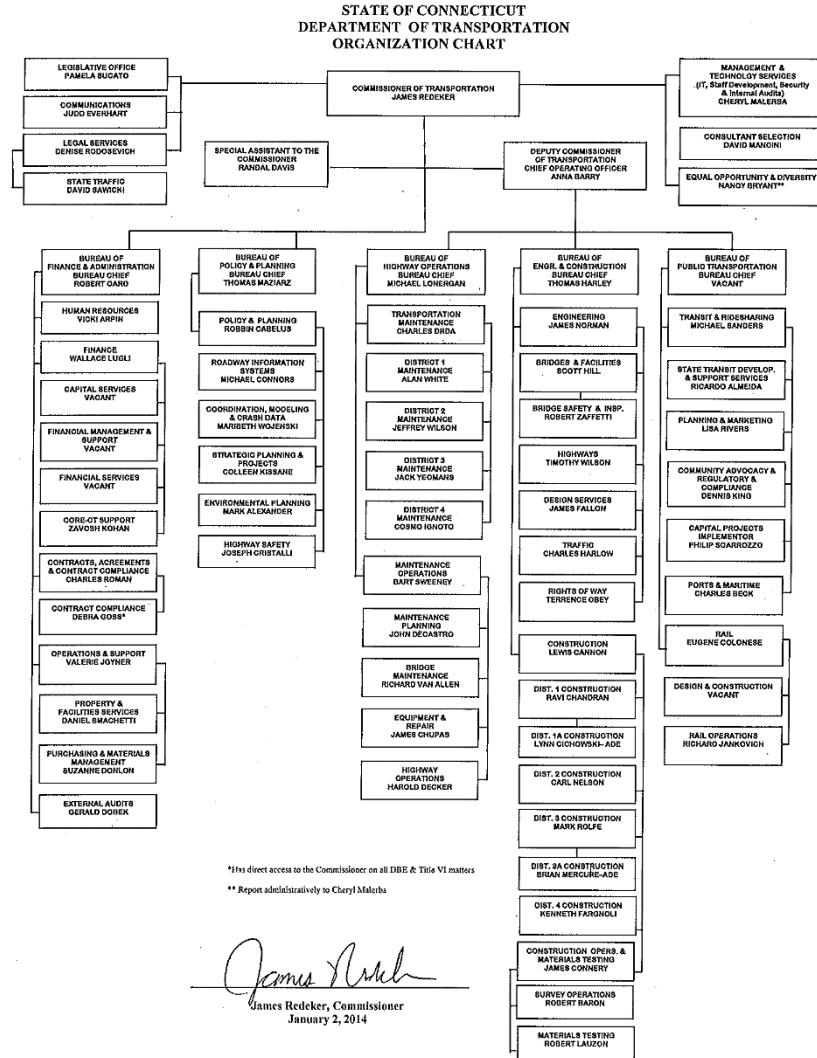 STATE OF CONNECTICUT
DEPARTMENT OF TRANSPORTATION
ORGANIZATION CHART
LEGISLATIVE OFFICE
PAMELA SUCATO
COMMUNICATIONS
JUDD EVERHART
LEGAL SERVICES
DENISE RODOSEVICH
STATE TRAFFIC
DAVID SAWICKI
COMMISSIONER OF TRANSPORTATION
JAMES REDEKER
SPECIAL ASSISTANT TO THE
COMMISSIONER
RANDAL DAVIS
DEPUTY COMMISSIONER
OF TRANSPORTATION
CHIEF OPERATING OFFICER
ANNA BARRY
MANAGEMENT &
TECHNOLGY SERVICES
(IT, Staff Development, Security
& Internal Audits)
CHERYL MALERBA
CONSULTANT SELECTION
DAVID MANCINI
EQUAL OPPORTUNITY & DIVERSITY
NANCY BRYANT**
BUREAU OF
FINANCE & ADMINISTRATION
BUREAU CHIEF
ROBERT CARD
HUMAN RESOURCES
VICKI ARPIN
FINANCE
WALLACE LUGLI
CAPITAL SERVICES
VACANT
FINANCIAL MANAGEMENT &
SUPPORT
VACANT
FINANCIAL SERVICES
VACANT
CORE-CT SUPPORT
ZAVOSH KOHAN
CONTRACTS, AGREEMENTS
& CONTRACT COMPLIANCE
CHARLES ROMAN
CONTRACT COMPLIANCE
DEBRA GOSS*
OPERATIONS & SUPPORT
VALERIE JOYNER
PROPERTY &
FACILITIES SERVICES
DANIEL SMACHETTI
PURCHASING & MATERIALS
MANAGEMENT
SUZANNE DONLON
EXTERNAL AUDITS
GERALD DOBEK
BUREAU OF
POLICY & PLANNING
BUREAU CHIEF
THOMAS MAZIARZ
POLICY & PLANNING
ROBBIN CABELUS
ROADWAY INFORMATION
SYSTEMS
MICHAEL CONNORS
COORDINATION, MODELING
& CRASH DATA
MARIBETH WOJENSKI
STRATEGIC PLANNING &
PROJECTS
COLLEEN KISSANE
ENVIRONMENTAL PLANNING
MARK ALEXANDER
HIGHWAY SAFETY
JOSEPH CRISTALLI
BUREAU OF
HIGHWAY OPERATIONS
BUREAU CHIEF
MICHAEL LONERGAN
TRANSPORTATION
MAINTENANCE
CHARLES DRDA
DISTRICT 1
MAINTENANCE
ALAN WHITE
DISTRICT 2
MAINTENANCE
JEFFREY WILSON
DISTRICT 3
MAINTENANCE
JACK YEOMANS
DISTRICT 4
MAINTENANCE
COSMO IGNOTO
MAINTENANCE
OPERATIONS
BART SWEENEY
MAINTENANCE
PLANNING
JOHN DECASTRO
BRIDGE
MAINTENANCE
RICHARD VAN ALLEN
EQUIPMENT &
REPAIR
JAMES CHUPAS
HIGHWAY
OPERATIONS
HAROLD DECKER
BUREAU OF
ENGR. & CONSTRUCTION
BUREAU CHIEF
THOMAS HARLEY
ENGINEERING
JAMES NORMAN
BRIDGES & FACILITIES
SCOTT HILL
BRIDGE SAFETY & INSP.
ROBERT ZAFFETTI
HIGHWAYS
TIMOTHY WILSON
DESIGN SERVICES
JAMES FALLON
TRAFFIC
CHARLES HARLOW
RIGHTS OF WAY
TERRENCE OBEY
CONSTRUCTION
LEWIS CANNON
DIST. 1 CONSTRUCTION
RAVI CHANDRAN
DIST. 1A CONSTRUCTION
LYNN CICHOWSKI-ADE
DIST. 2 CONSTRUCTION
CARL NELSON
DIST. 3 CONSTRUCTION
MARK ROLFE
DIST. 3A CONSTRUCTION
BRIAN MERCURE-ADE
DIST. 4 CONSTRUCTION
KENNETH FARGNOLI
CONSTRUCTION OPERS. &
MATERIALS TESTING
JAMES CONNERY
SURVEY OPERATIONS
ROBERT BARON
MATERIALS TESTING
ROBERT LAUZON
BUREAU OF
PUBLIC TRANSPORTATION
BUREAU CHIEF
VACANT
TRANSIT & RIDESHARING
MICHAEL SANDERS
STATE TRANSIT DEVELOP.
& SUPPORT SERVICES
RICARDO ALMEIDA
PLANNING & MARKETING
LISA RIVERS
COMMUNITY ADVOCACY &
REGULATORY &
COMPLIANCE
DENNIS KING
CAPITAL PROJECTS
IMPLEMENTOR
PHILIP SCARROZZO
PORTS & MARITIME
CHARLES BECK
RAIL
EUGENE COLONESE
DESIGN & CONSTRUCTION
VACANT
RAIL OPERATIONS
RICHARD JANKOVICH
*Has direct access to the Commissioner on all DBE & Title VI matters
** Report administratively to Cheryl Malerba
James Redeker
James Redeker, Commissioner
January 2, 2014